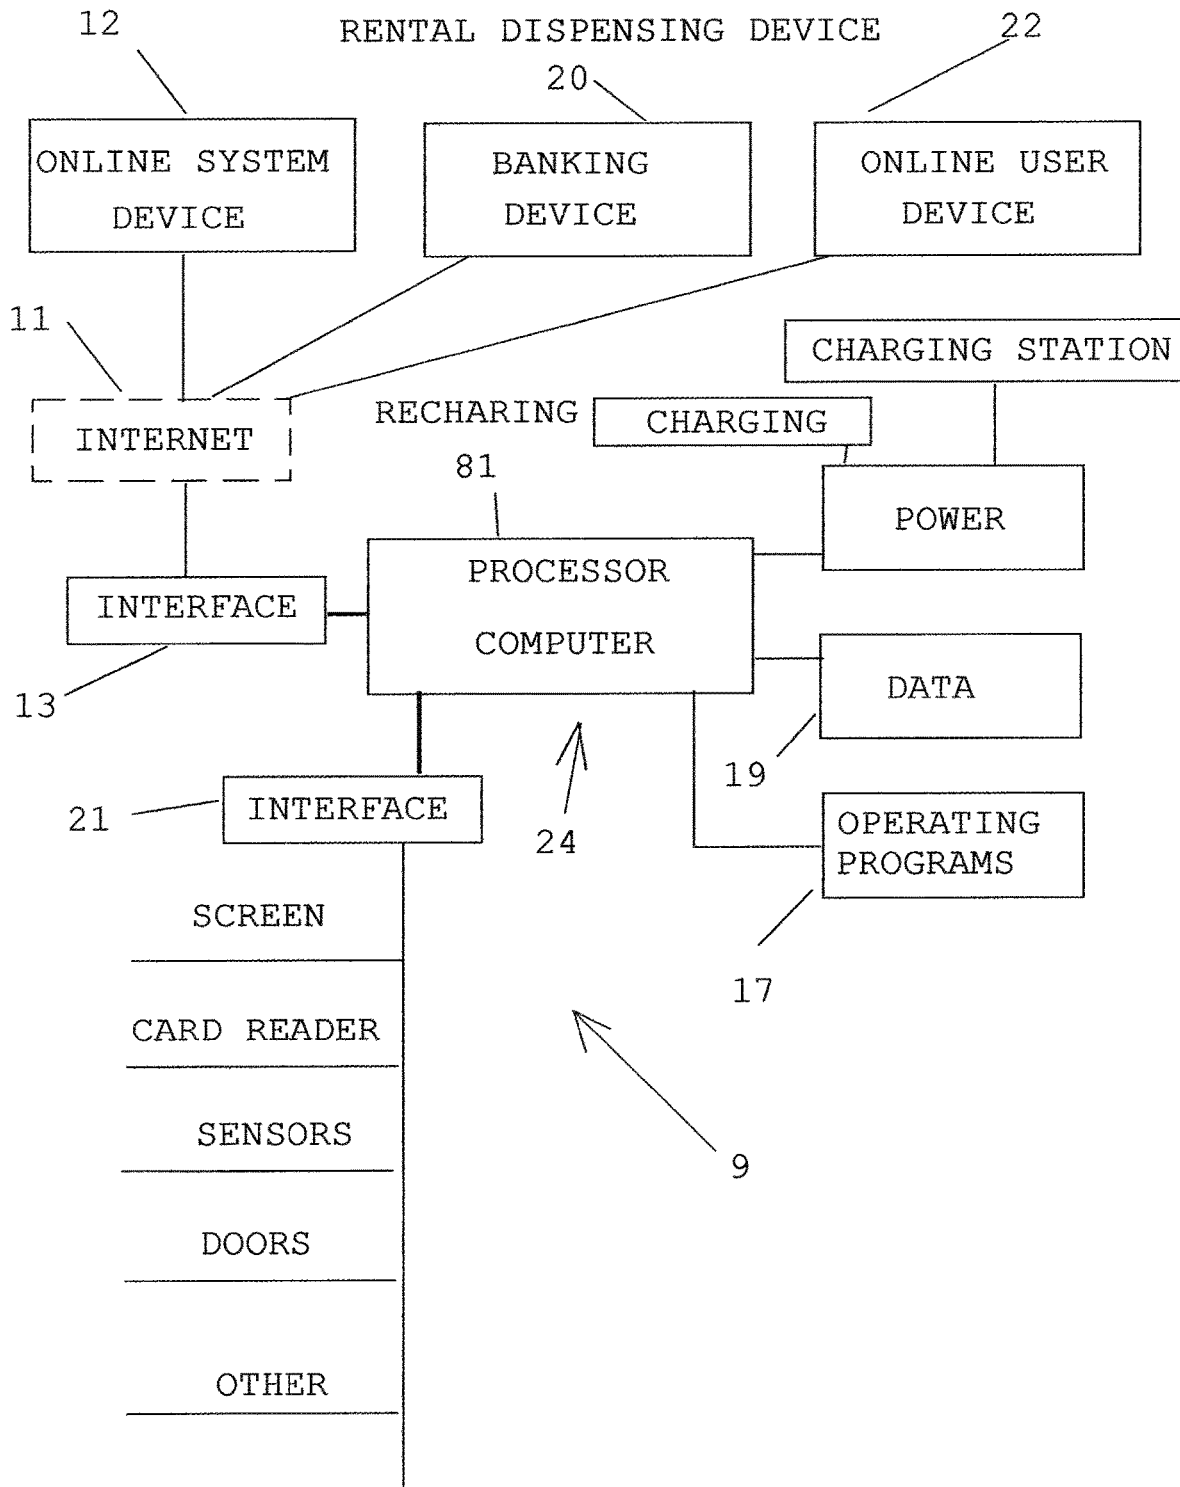 12
RENTAL DISPENSING DEVICE
22
20
ONLINE SYSTEM
DEVICE
BANKING
DEVICE
ONLINE USER
DEVICE
11
CHARGING STATION
INTERNET
RECHARING
CHARGING
81
POWER
PROCESSOR
COMPUTER
INTERFACE
13
DATA
19
21
INTERFACE
24
OPERATING
PROGRAMS
SCREEN
17
CARD READER
SENSORS
9
DOORS
OTHER